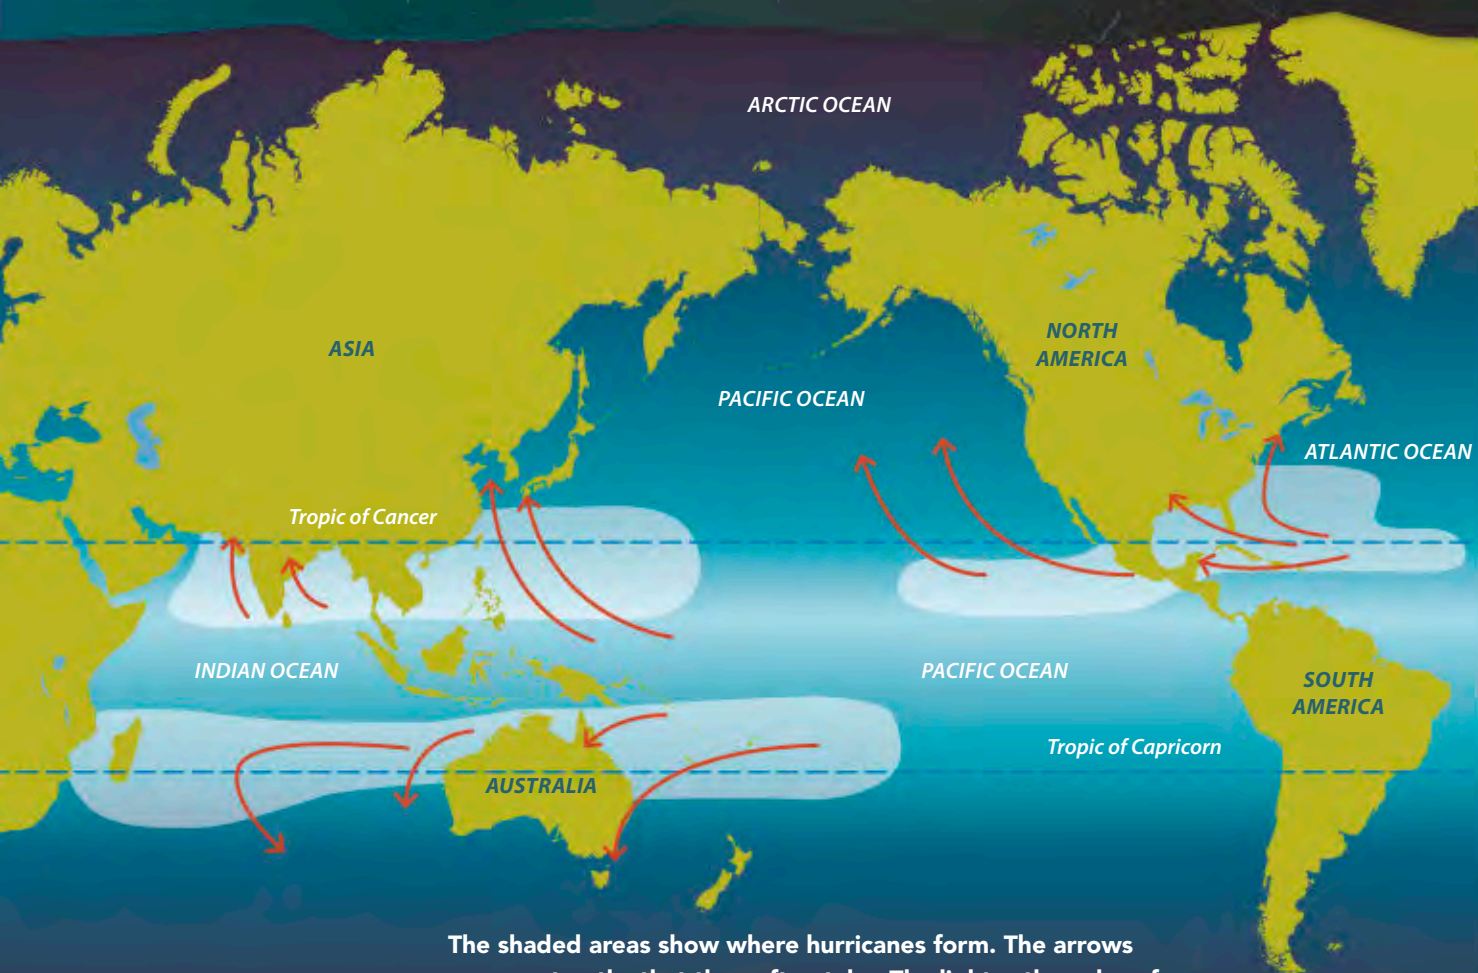 ARCTIC OCEAN
ASIA
NORTH
AMERICA
PACIFIC OCEAN
ATLANTIC OCEAN
Tropic of Cancer
INDIAN OCEAN
PACIFIC OCEAN
SOUTH
AMERICA
Tropic of Capricorn
AUSTRALIA
The shaded areas show where hurricanes form. The arrows